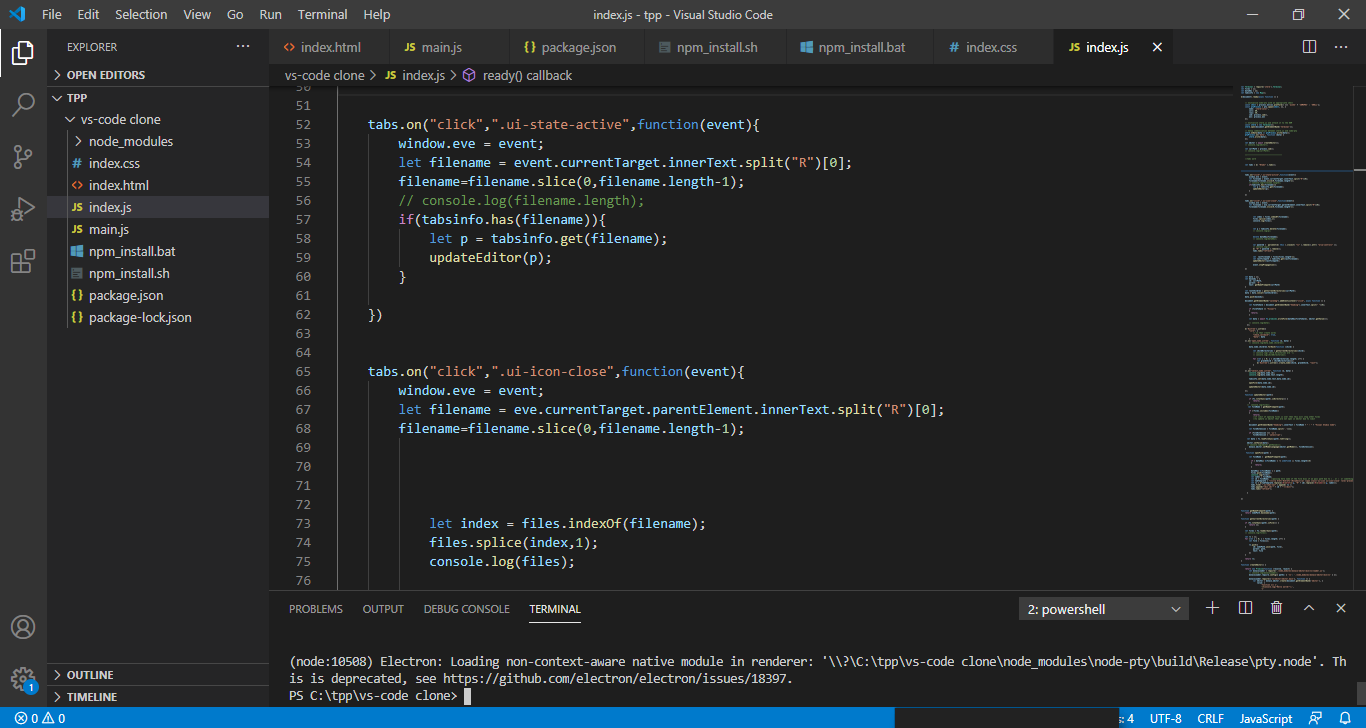 File Edit Selection View Go Run Terminal Help
index.js - tpp - Visual Studio Code
EXPLORER
index.html
JS main.js
{} package.json
npm_install.sh
npm_install.bat
# index.css
JS index.js
OPEN EDITORS
TPP
vs-code clone
node_modules
# index.css
<> index.html
JS index.js
JS main.js
npm_install.bat
npm_install.sh
{} package.json
{} package-lock.json
OUTLINE
TIMELINE
1
vs-code clone > JS index.js > ready() callback
50
51
52 tabs.on("click",".ui-state-active",function(event){
53 window.eve = event;
54 let filename = event.currentTarget.innerText.split("R")[0];
55 filename=filename.slice(0,filename.length-1);
56 // console.log(filename.length);
57 if(tabsinfo.has(filename)){
58 let p = tabsinfo.get(filename);
59 updateEditor(p);
60 }
61
62 })
63
64
65 tabs.on("click",".ui-icon-close",function(event){
66 window.eve = event;
67 let filename = eve.currentTarget.parentElement.innerText.split("R")[0];
68 filename=filename.slice(0,filename.length-1);
69
70
71
72
73 let index = files.indexOf(filename);
74 files.splice(index,1);
75 console.log(files);
76
PROBLEMS OUTPUT DEBUG CONSOLE TERMINAL
2: powershell
(node:10508) Electron: Loading non-context-aware native module in renderer: '\\?\C:\tpp\vs-code clone\node_modules\node-pty\build\Release\pty.node'. Th
is is deprecated, see https://github.com/electron/electron/issues/18397.
PS C:\tpp\vs-code clone>
0 0
s: 4 UTF-8 CRLF JavaScript